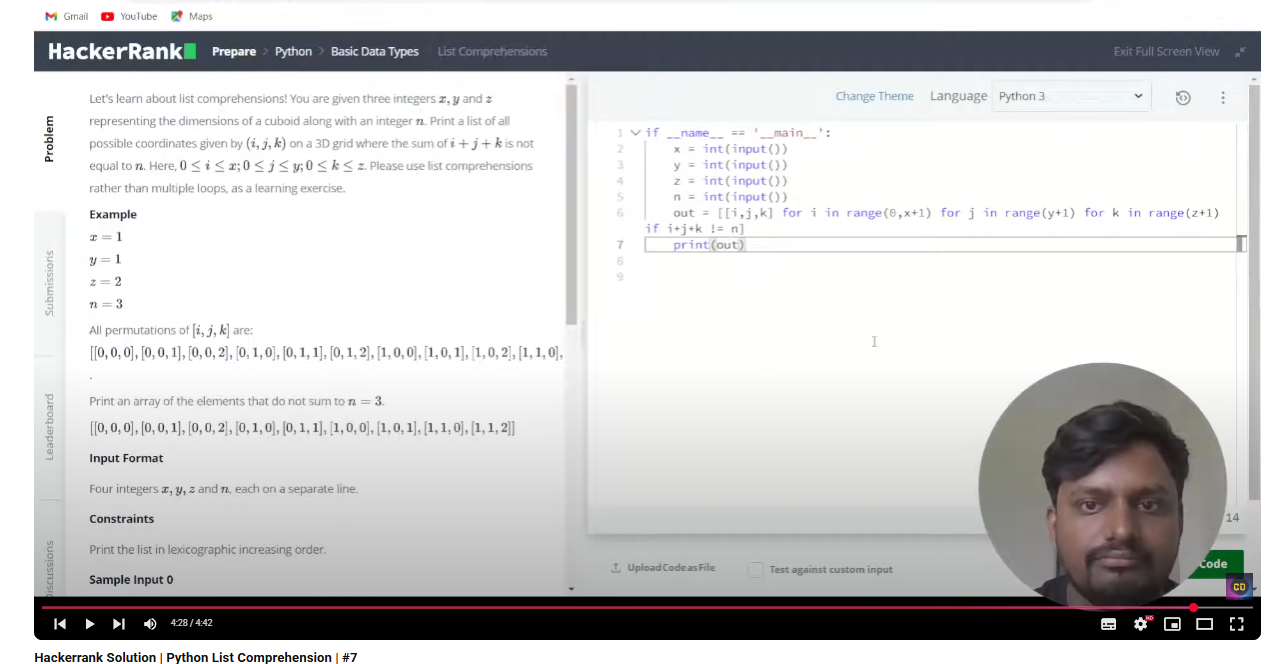 Gmail YouTube Maps
HackerRank Prepare > Python > Basic Data Types List Comprehensions Exit Full Screen View
Problem
Submissions
Leaderboard
Discussions
Let's learn about list comprehensions! You are given three integers x, y and z
representing the dimensions of a cuboid along with an integer n. Print a list of all
possible coordinates given by (i, j, k) on a 3D grid where the sum of i + j + k is not
equal to n. Here, 0 ≤ i ≤ x; 0 ≤ j ≤ y; 0 ≤ k ≤ z. Please use list comprehensions
rather than multiple loops, as a learning exercise.
Example
x = 1
y = 1
z = 2
n = 3
All permutations of [i, j, k] are:
[[0, 0, 0], [0, 0, 1], [0, 0, 2], [0, 1, 0], [0, 1, 1], [0, 1, 2], [1, 0, 0], [1, 0, 1], [1, 0, 2], [1, 1, 0],
.
Print an array of the elements that do not sum to n = 3.
[[0, 0, 0], [0, 0, 1], [0, 0, 2], [0, 1, 0], [0, 1, 1], [1, 0, 0], [1, 0, 1], [1, 1, 0], [1, 1, 2]]
Input Format
Four integers x, y, z and n, each on a separate line.
Constraints
Print the list in lexicographic increasing order.
Sample Input 0
Change Theme Language Python 3
1 if __name__ == '__main__':
2 x = int(input())
3 y = int(input())
4 z = int(input())
5 n = int(input())
6 out = [[i,j,k] for i in range(0,x+1) for j in range(y+1) for k in range(z+1)
if i+j+k != n]
7 print(out)
8
9
14
Upload Code as File Test against custom input Code
CD
4:28 / 4:42 HD
Hackerrank Solution | Python List Comprehension | #7